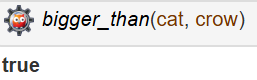 bigger_than(cat, crow)
true